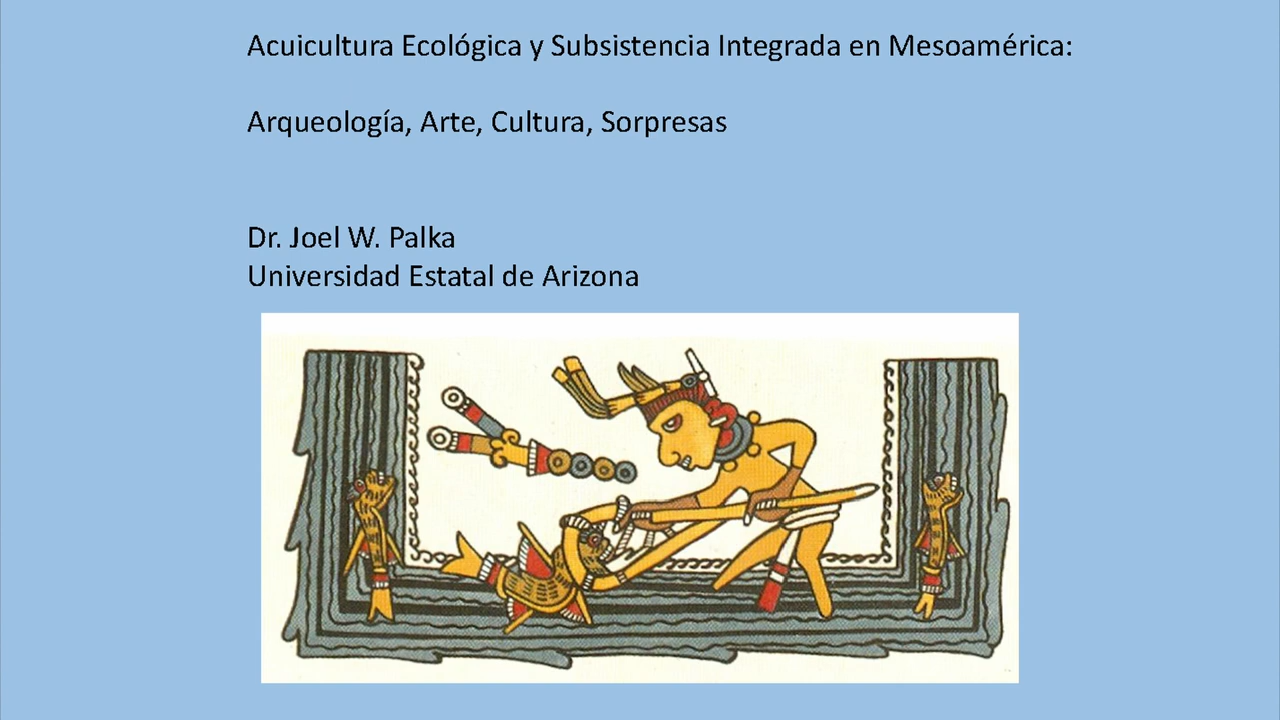 Acuicultura Ecológica y Subsistencia Integrada en Mesoamérica:
Arqueología, Arte, Cultura, Sorpresas
Dr. Joel W. Palka
Universidad Estatal de Arizona